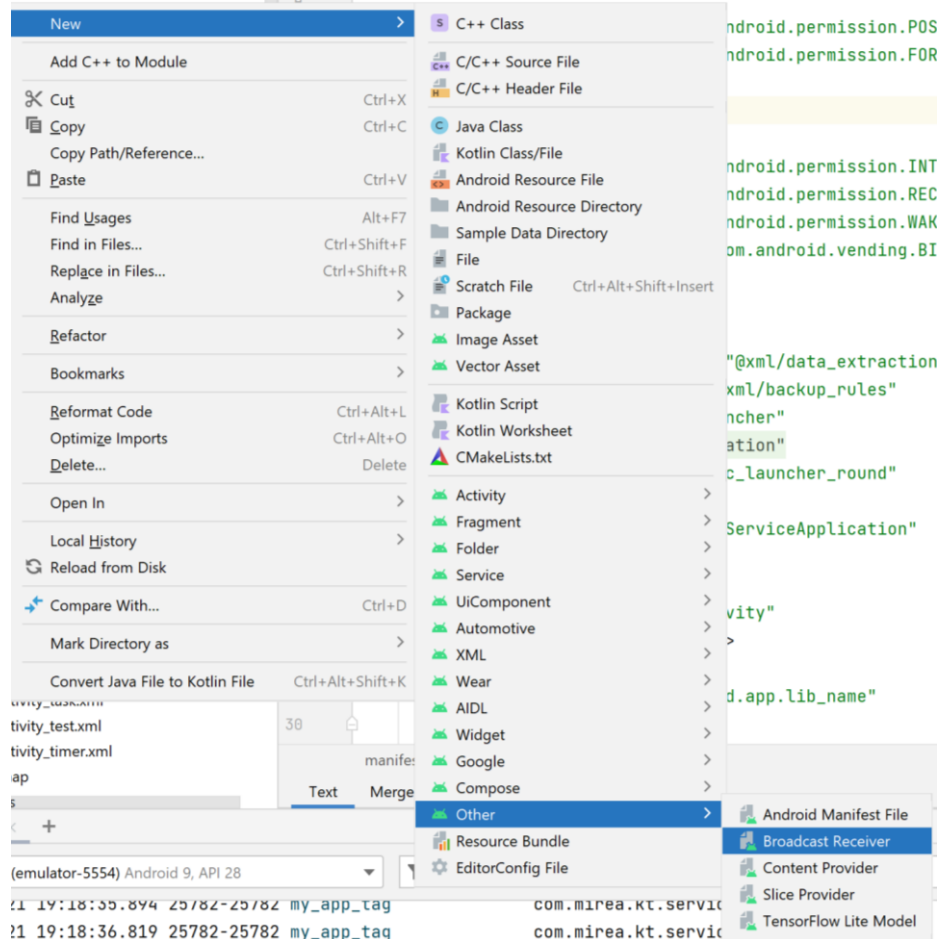 New
Add C++ to Module
Cut Ctrl+X
Copy Ctrl+C
Copy Path/Reference...
Paste Ctrl+V
Find Usages Alt+F7
Find in Files... Ctrl+Shift+F
Replace in Files... Ctrl+Shift+R
Analyze
Refactor
Bookmarks
Reformat Code Ctrl+Alt+L
Optimize Imports Ctrl+Alt+O
Delete... Delete
Open In
Local History
Reload from Disk
Compare With... Ctrl+D
Mark Directory as
Convert Java File to Kotlin File Ctrl+Alt+Shift+K
S C++ Class
C++ C/C++ Source File
H C/C++ Header File
C Java Class
Kotlin Class/File
Android Resource File
Android Resource Directory
Sample Data Directory
File
Scratch File Ctrl+Alt+Shift+Insert
Package
Image Asset
Vector Asset
Kotlin Script
Kotlin Worksheet
CMakeLists.txt
Activity
Fragment
Folder
Service
UiComponent
Automotive
XML
Wear
AIDL
Widget
Google
Compose
Other
Resource Bundle
EditorConfig File
Android Manifest File
Broadcast Receiver
Content Provider
Slice Provider
TensorFlow Lite Model
ndroid.permission.POS
ndroid.permission.FOR
ndroid.permission.INT
ndroid.permission.REC
ndroid.permission.WAK
om.android.vending.BI
"@xml/data_extraction
xml/backup_rules"
ncher"
ation"
c_launcher_round"
ServiceApplication"
vity"
>
d.app.lib_name"
tivity_task.xml
tivity_test.xml
tivity_timer.xml
ap
s
30
manifes
Text Merge
+
(emulator-5554) Android 9, API 28
21 19:18:35.894 25782-25782 my_app_tag com.mirea.kt.servic
21 19:18:36.819 25782-25782 my_app_tag com.mirea.kt.servic